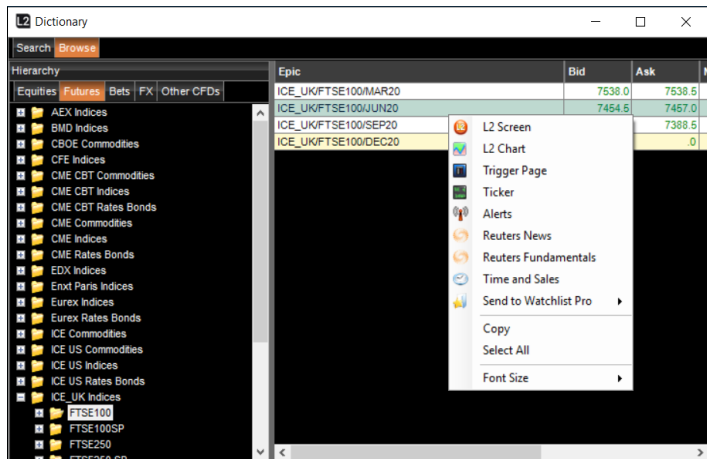 L2 Dictionary
Search Browse
Hierarchy
Equities Futures Bets FX Other CFDs
AEX Indices
BMD Indices
CBOE Commodities
CFE Indices
CME CBT Commodities
CME CBT Indices
CME CBT Rates Bonds
CME Commodities
CME Indices
CME Rates Bonds
EDX Indices
Enxt Paris Indices
Eurex Indices
Eurex Rates Bonds
ICE Commodities
ICE US Commodities
ICE US Indices
ICE US Rates Bonds
ICE_UK Indices
FTSE100
FTSE100SP
FTSE250
FTSE250 SP
Epic Bid Ask
ICE_UK/FTSE100/MAR20 7538.0 7538.5
ICE_UK/FTSE100/JUN20 7454.5 7457.0
ICE_UK/FTSE100/SEP20 7388.5
ICE_UK/FTSE100/DEC20 .0
L2 Screen
L2 Chart
Trigger Page
Ticker
Alerts
Reuters News
Reuters Fundamentals
Time and Sales
Send to Watchlist Pro
Copy
Select All
Font Size